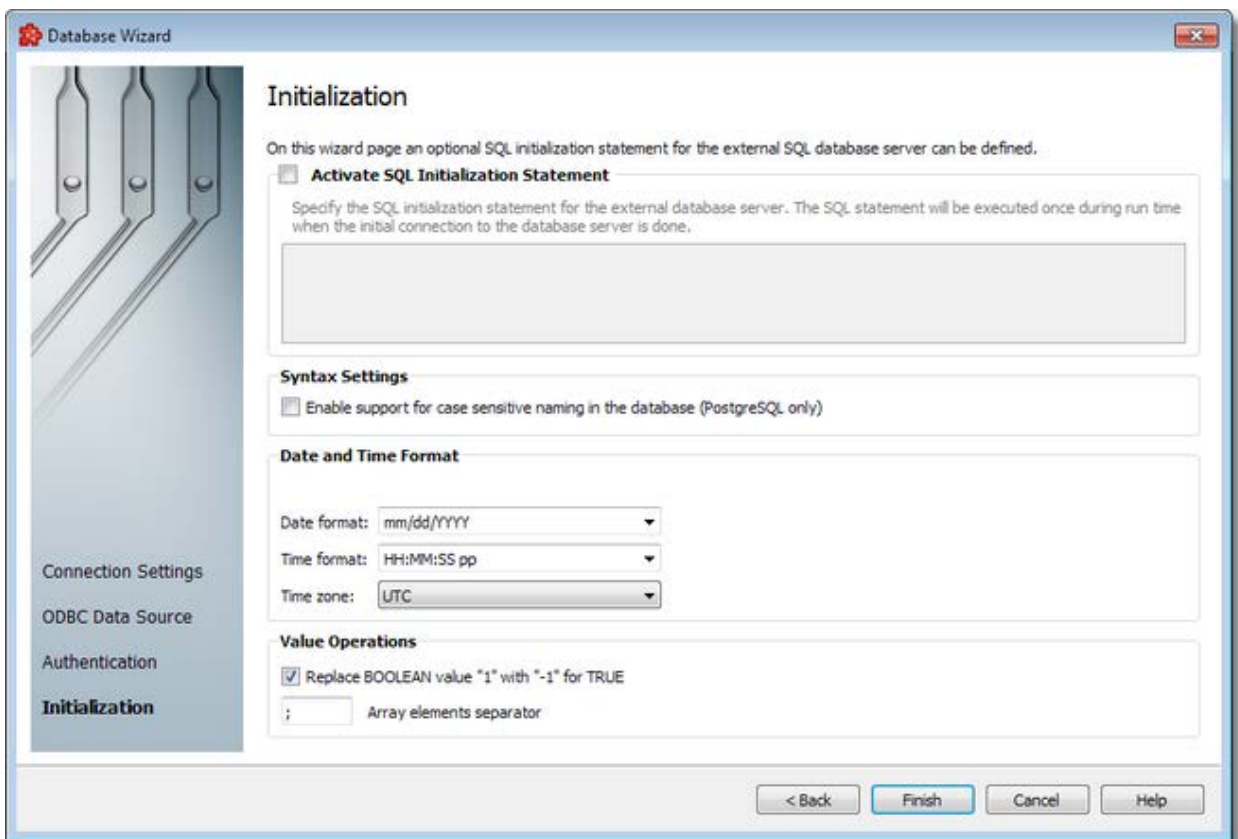 Database Wizard
Initialization
On this wizard page an optional SQL initialization statement for the external SQL database server can be defined.
Activate SQL Initialization Statement
Specify the SQL initialization statement for the external database server. The SQL statement will be executed once during run time
when the initial connection to the database server is done.
Syntax Settings
Enable support for case sensitive naming in the database (PostgreSQL only)
Date and Time Format
Date format: mm/dd/YYYY
Time format: HH:MM:SS pp
Time zone: UTC
Value Operations
Replace BOOLEAN value "1" with "-1" for TRUE
; Array elements separator
Connection Settings
ODBC Data Source
Authentication
Initialization
< Back Finish Cancel Help